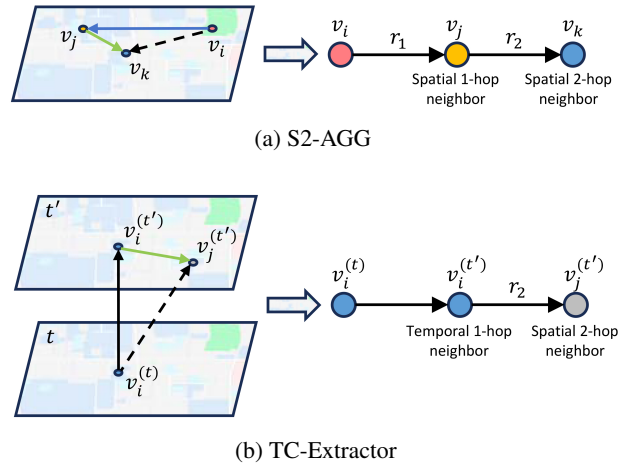 v_j v_k v_i
v_i r_1 v_j r_2 v_k
Spatial 1-hop neighbor
Spatial 2-hop neighbor
(a) S2-AGG
t'
v_i^{(t')} v_j^{(t')}
t
v_i^{(t)}
v_i^{(t)} v_i^{(t')} r_2 v_j^{(t')}
Temporal 1-hop neighbor
Spatial 2-hop neighbor
(b) TC-Extractor